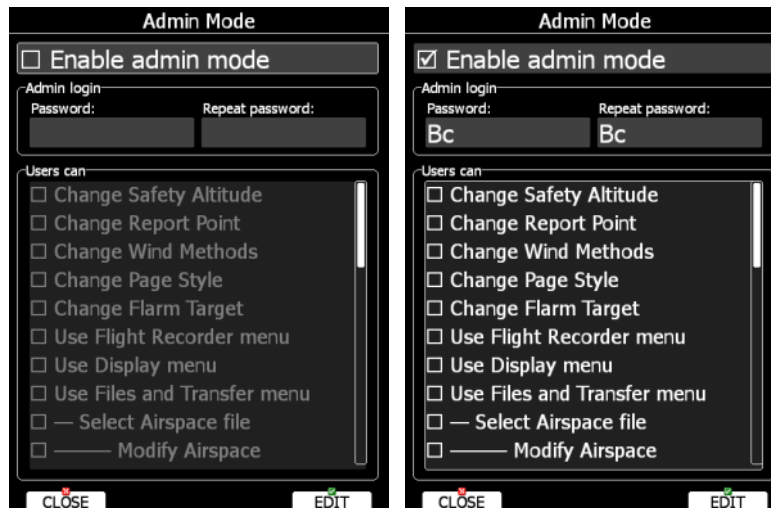 Admin Mode
Enable admin mode
Admin login
Password: Repeat password:
Users can
Change Safety Altitude
Change Report Point
Change Wind Methods
Change Page Style
Change Flarm Target
Use Flight Recorder menu
Use Display menu
Use Files and Transfer menu
— Select Airspace file
——— Modify Airspace
CLOSE EDIT
Admin Mode
Enable admin mode
Admin login
Password: Repeat password:
Bc Bc
Users can
Change Safety Altitude
Change Report Point
Change Wind Methods
Change Page Style
Change Flarm Target
Use Flight Recorder menu
Use Display menu
Use Files and Transfer menu
— Select Airspace file
——— Modify Airspace
CLOSE EDIT